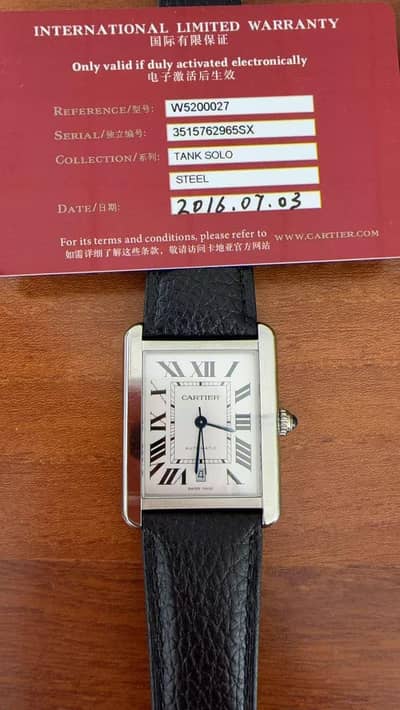 INTERNATIONAL LIMITED WARRANTY
国际有限保证
Only valid if duly activated electronically
电子激活后生效
REFERENCE/型号: W5200027
SERIAL/独立编号: 3515762965SX
COLLECTION/系列: TANK SOLO
STEEL
DATE/日期: 2016.07.03
For its terms and conditions, please refer to WWW.CARTIER.COM
如需详细了解这些条款，敬请访问卡地亚官方网站
XII
CARTIER
AUTOMATIC
4
SWISS MADE